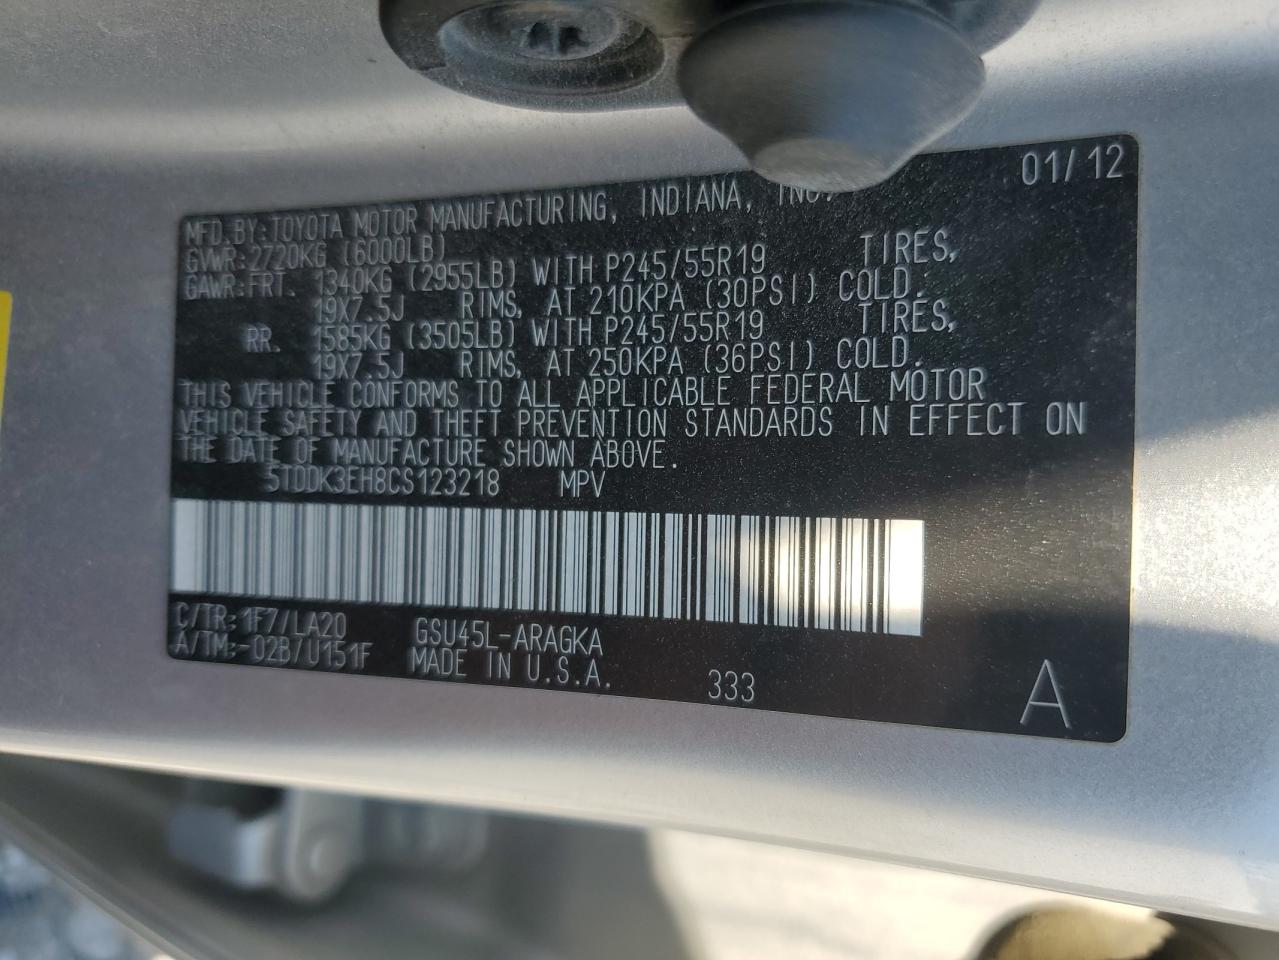 01/12
MFD.BY:TOYOTA MOTOR MANUFACTURING, INDIANA, INC.
GVWR:2720KG (6000LB)
GAWR:FRT. 1340KG (2955LB) WITH P245/55R19 TIRES,
19X7.5J RIMS, AT 210KPA (30PSI) COLD.
RR. 1585KG (3505LB) WITH P245/55R19 TIRES,
19X7.5J RIMS, AT 250KPA (36PSI) COLD.
THIS VEHICLE CONFORMS TO ALL APPLICABLE FEDERAL MOTOR
VEHICLE SAFETY AND THEFT PREVENTION STANDARDS IN EFFECT ON
THE DATE OF MANUFACTURE SHOWN ABOVE.
5TDDK3EH8CS123218 MPV
C/TR:1F7/LA20 GSU45L-ARAGKA
A/TM:-02B/U151F MADE IN U.S.A. 333
A